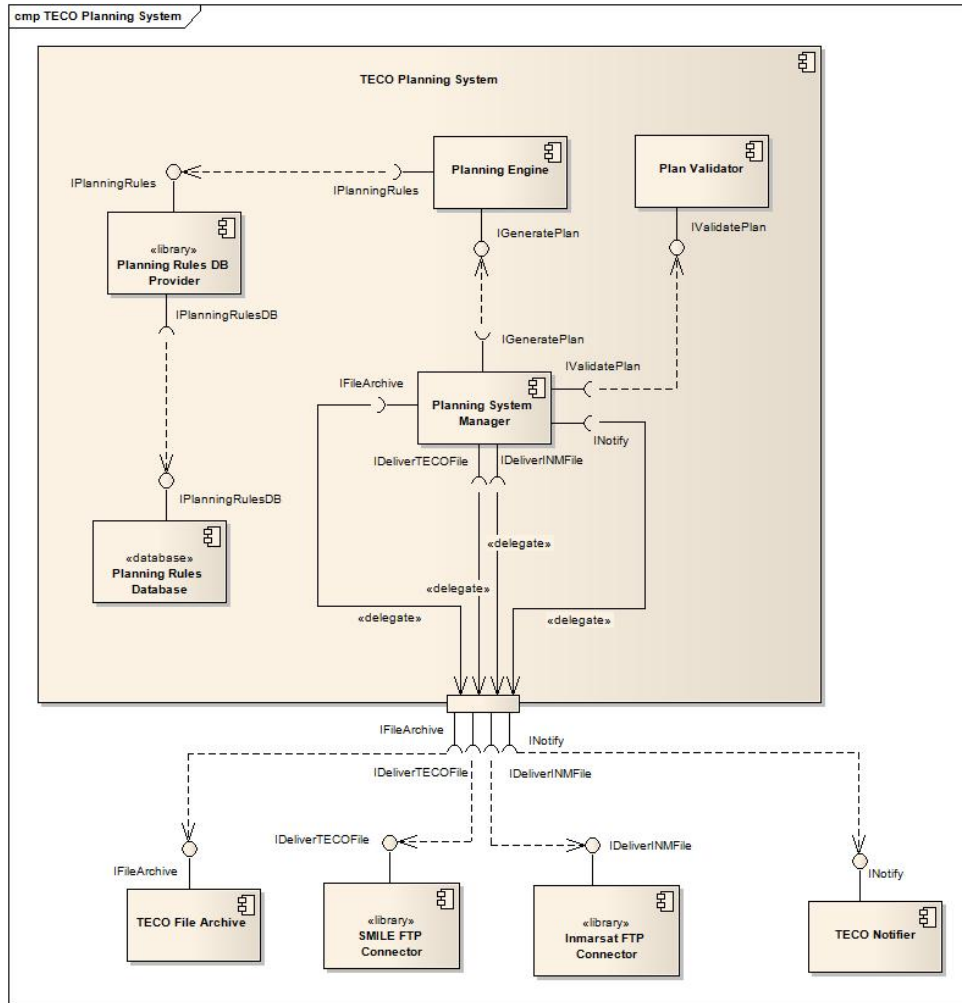 cmp TECO Planning System
TECO Planning System
Planning Engine
Plan Validator
IPlanningRules
IPlanningRules
IGeneratePlan
IValidatePlan
«library»
Planning Rules DB
Provider
IPlanningRulesDB
IGeneratePlan
IValidatePlan
IFileArchive
Planning System
Manager
INotify
IDeliverTECOFile
IDeliverINMFile
IPlanningRulesDB
«database»
Planning Rules
Database
«delegate»
«delegate»
«delegate»
«delegate»
IFileArchive
INotify
IDeliverTECOFile
IDeliverINMFile
IDeliverTECOFile
IDeliverINMFile
IFileArchive
INotify
TECO File Archive
«library»
SMILE FTP
Connector
«library»
Inmarsat FTP
Connector
TECO Notifier